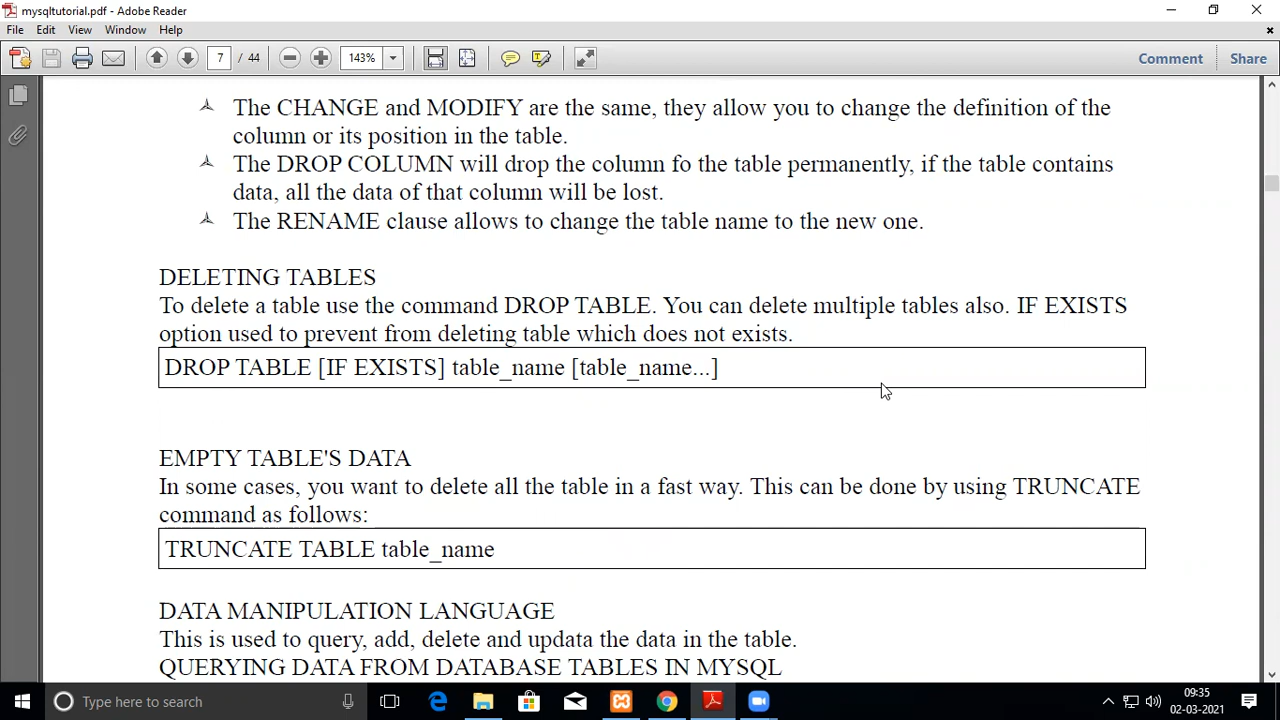 mysqltutorial.pdf - Adobe Reader
File Edit View Window Help
7 / 44 143% Comment Share
The CHANGE and MODIFY are the same, they allow you to change the definition of the
column or its position in the table.
The DROP COLUMN will drop the column fo the table permanently, if the table contains
data, all the data of that column will be lost.
The RENAME clause allows to change the table name to the new one.
DELETING TABLES
To delete a table use the command DROP TABLE. You can delete multiple tables also. IF EXISTS
option used to prevent from deleting table which does not exists.
DROP TABLE [IF EXISTS] table_name [table_name...]
EMPTY TABLE'S DATA
In some cases, you want to delete all the table in a fast way. This can be done by using TRUNCATE
command as follows:
TRUNCATE TABLE table_name
DATA MANIPULATION LANGUAGE
This is used to query, add, delete and updata the data in the table.
QUERYING DATA FROM DATABASE TABLES IN MYSQL
Type here to search
09:35
02-03-2021